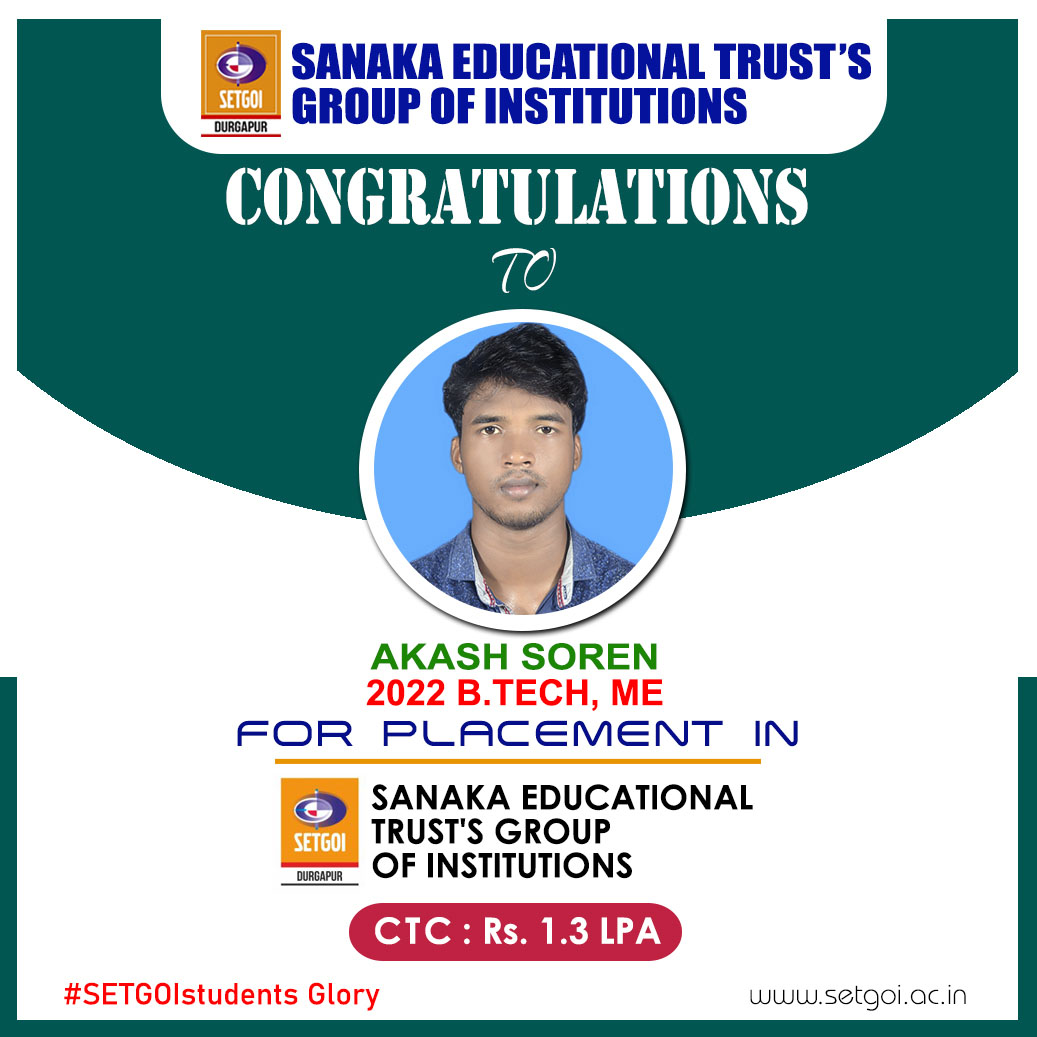 SETGOI
DURGAPUR
SANAKA EDUCATIONAL TRUST'S
GROUP OF INSTITUTIONS
CONGRATULATIONS
TO
AKASH SOREN
2022 B.TECH, ME
FOR PLACEMENT IN
SETGOI
DURGAPUR
SANAKA EDUCATIONAL
TRUST'S GROUP
OF INSTITUTIONS
CTC : Rs. 1.3 LPA
#SETGOIstudents Glory
www.setgoi.ac.in